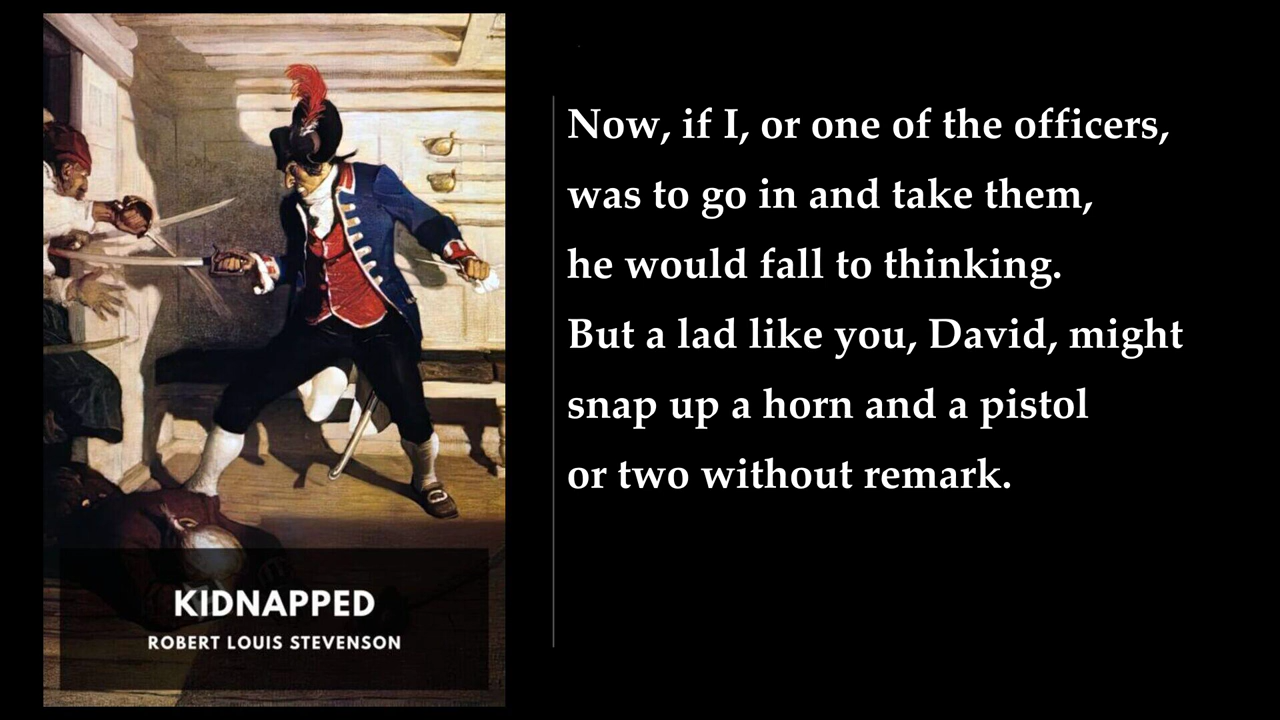 Now, if I, or one of the officers,
was to go in and take them,
he would fall to thinking.
But a lad like you, David, might
snap up a horn and a pistol
or two without remark.
KIDNAPPED
ROBERT LOUIS STEVENSON